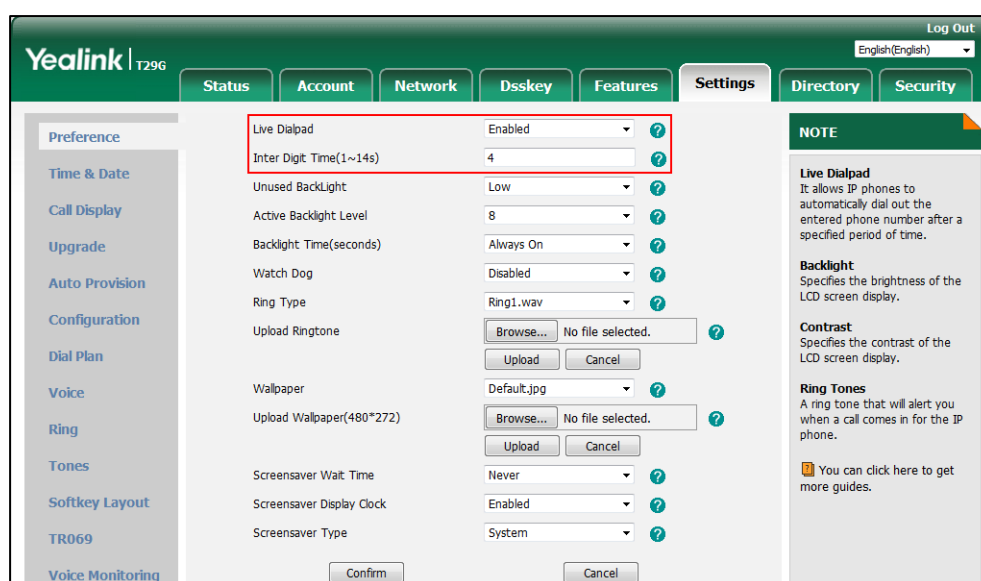 Log Out
Yealink T29G
English(English)
Status Account Network Dsskey Features Settings Directory Security
Preference
Time & Date
Call Display
Upgrade
Auto Provision
Configuration
Dial Plan
Voice
Ring
Tones
Softkey Layout
TR069
Voice Monitoring
Live Dialpad Enabled ?
Inter Digit Time(1~14s) 4 ?
Unused BackLight Low ?
Active Backlight Level 8 ?
Backlight Time(seconds) Always On ?
Watch Dog Disabled ?
Ring Type Ring1.wav ?
Upload Ringtone Browse... No file selected. ?
Upload Cancel
Wallpaper Default.jpg ?
Upload Wallpaper(480*272) Browse... No file selected. ?
Upload Cancel
Screensaver Wait Time Never ?
Screensaver Display Clock Enabled ?
Screensaver Type System ?
Confirm Cancel
NOTE
Live Dialpad
It allows IP phones to
automatically dial out the
entered phone number after a
specified period of time.
Backlight
Specifies the brightness of the
LCD screen display.
Contrast
Specifies the contrast of the
LCD screen display.
Ring Tones
A ring tone that will alert you
when a call comes in for the IP
phone.
? You can click here to get
more guides.